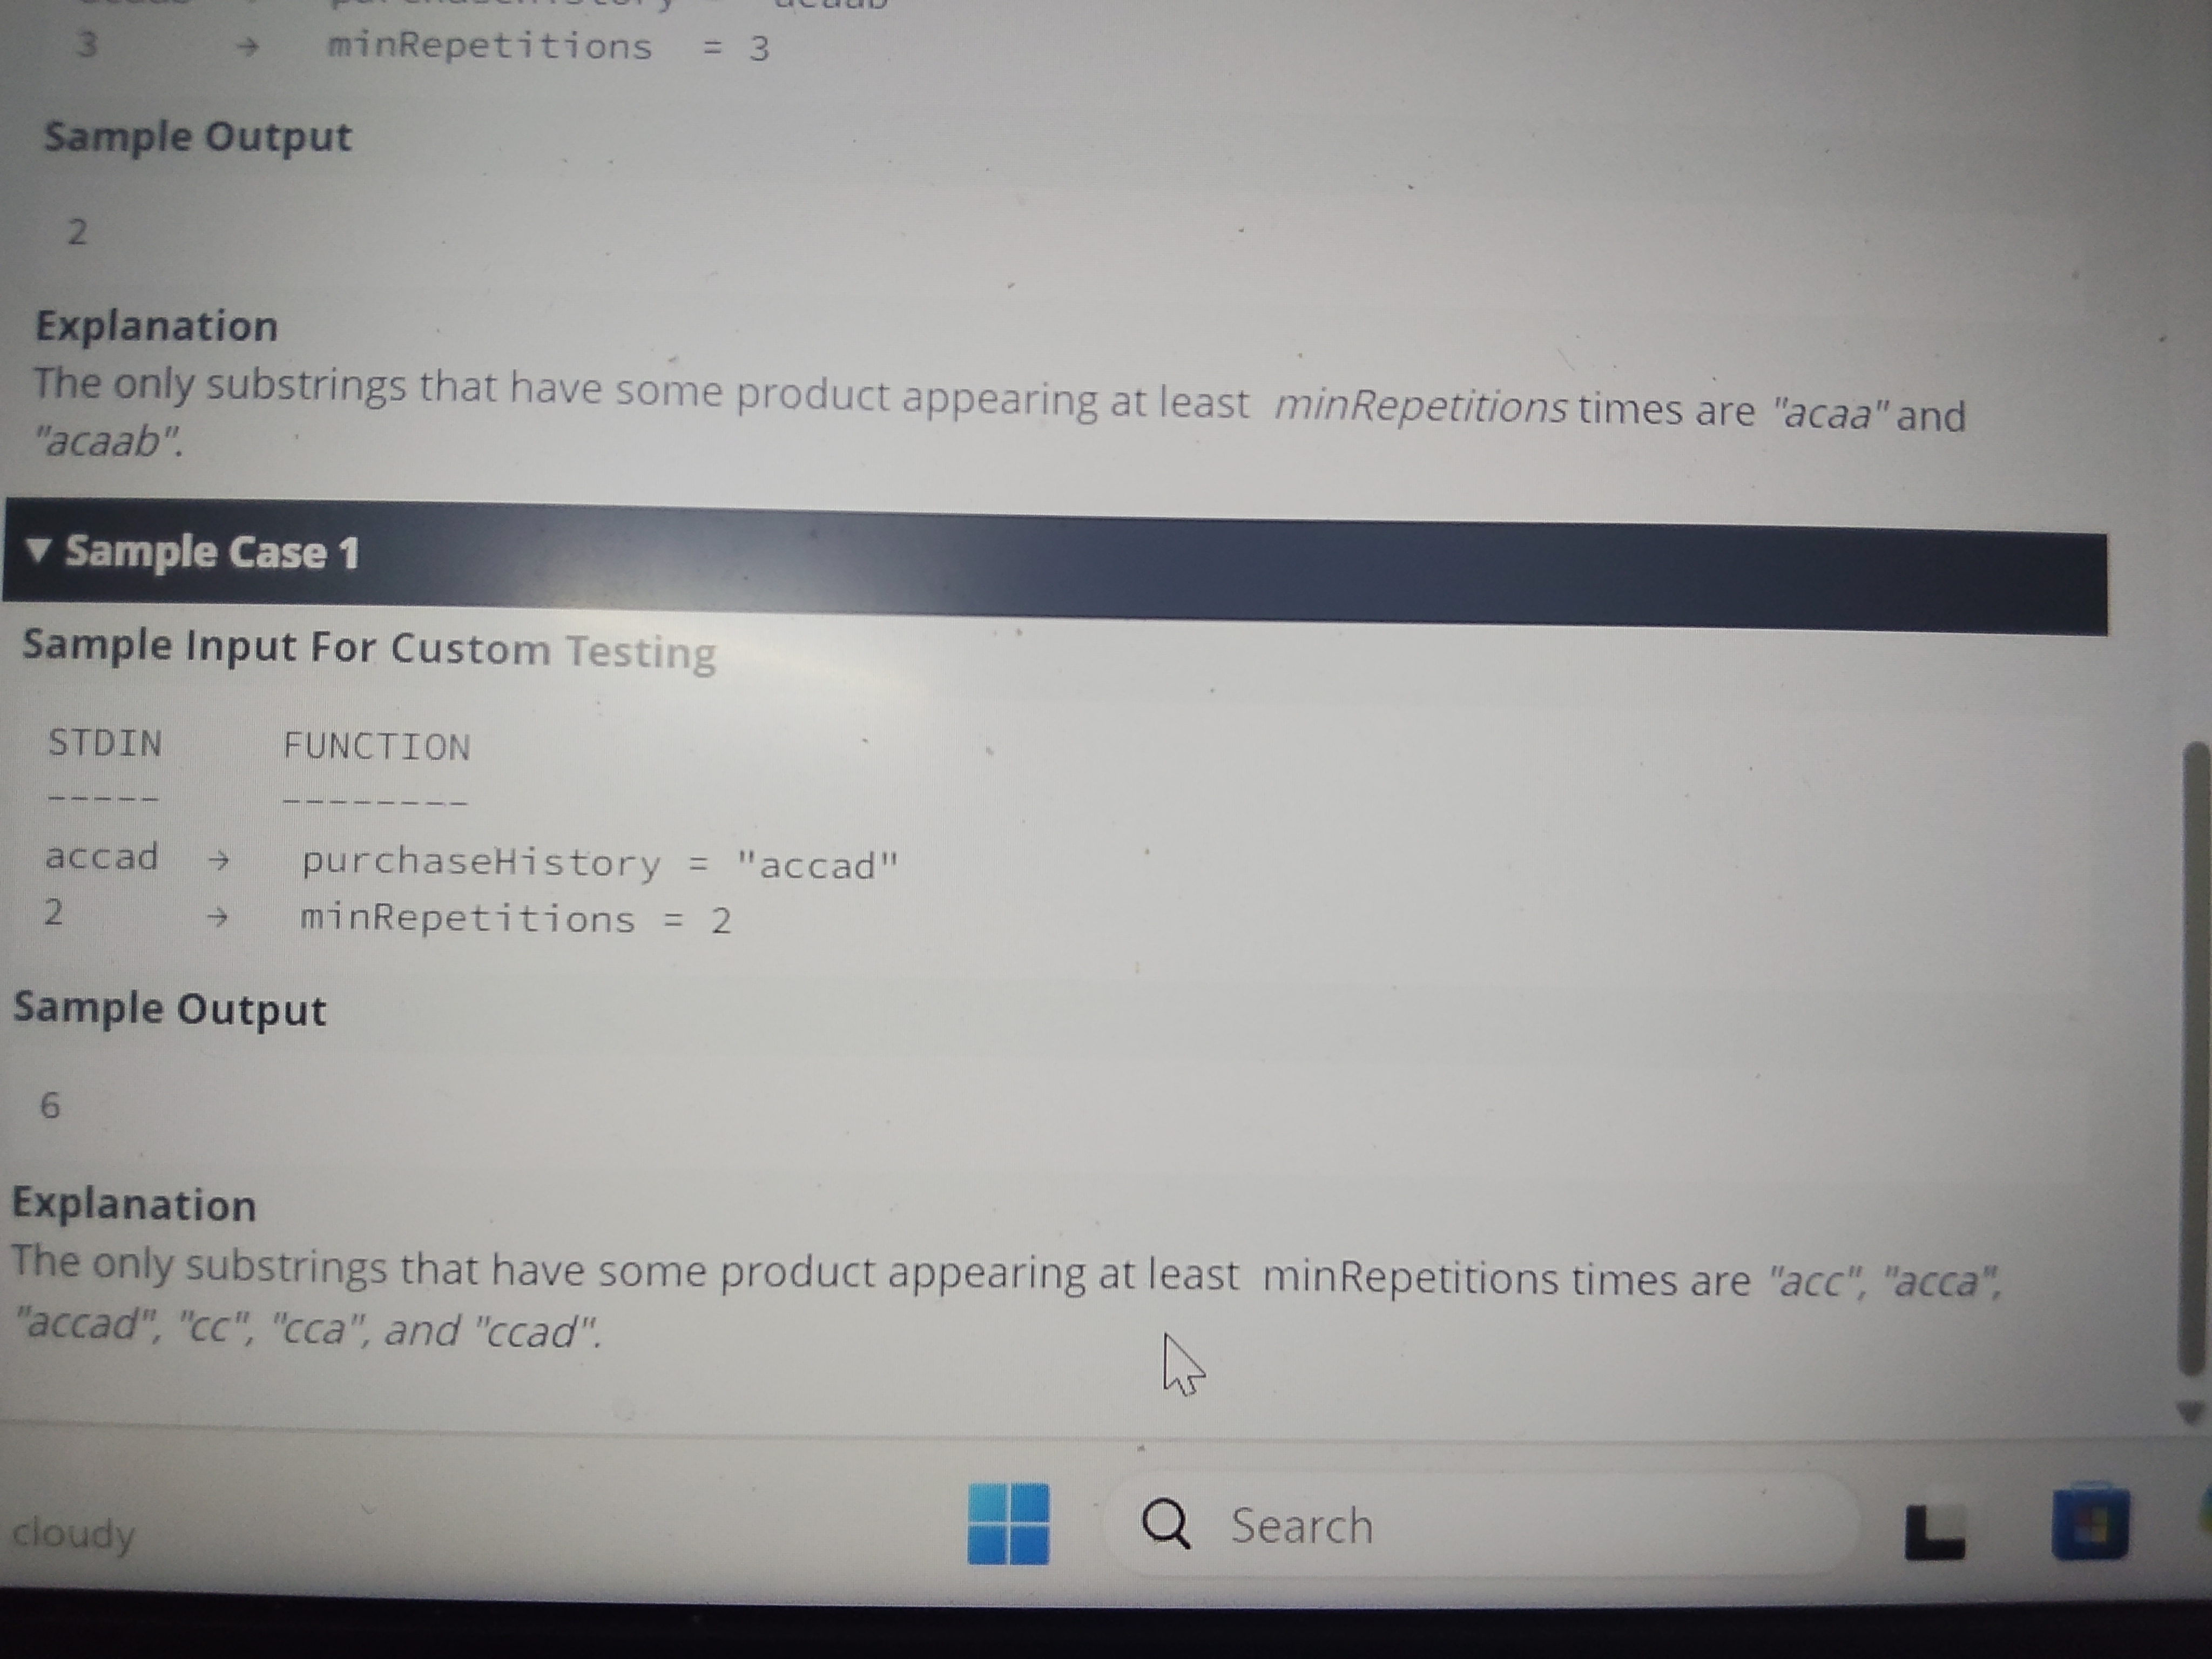 3 → minRepetitions = 3
Sample Output
2
Explanation
The only substrings that have some product appearing at least minRepetitions times are "acaa" and
"acaab".
▼ Sample Case 1
Sample Input For Custom Testing
STDIN FUNCTION
----- --------
accad → purchaseHistory = "accad"
2 → minRepetitions = 2
Sample Output
6
Explanation
The only substrings that have some product appearing at least minRepetitions times are "acc", "acca",
"accad", "cc", "cca", and "ccad".
cloudy
Search